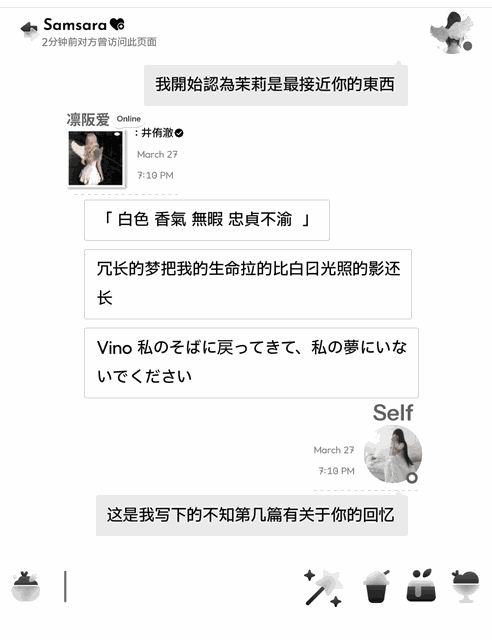 Samsara
2分钟前对方曾访问此页面
我開始認為茉莉是最接近你的東西
凛阪爱 Online
：井侑澈
March 27
7:10 PM
「 白色 香氣 無暇 忠貞不渝 」
冗长的梦把我的生命拉的比白日光照的影还
长
Vino 私のそばに戻ってきて、私の夢にいな
いでください
Self
March 27
7:10 PM
这是我写下的不知第几篇有关于你的回忆